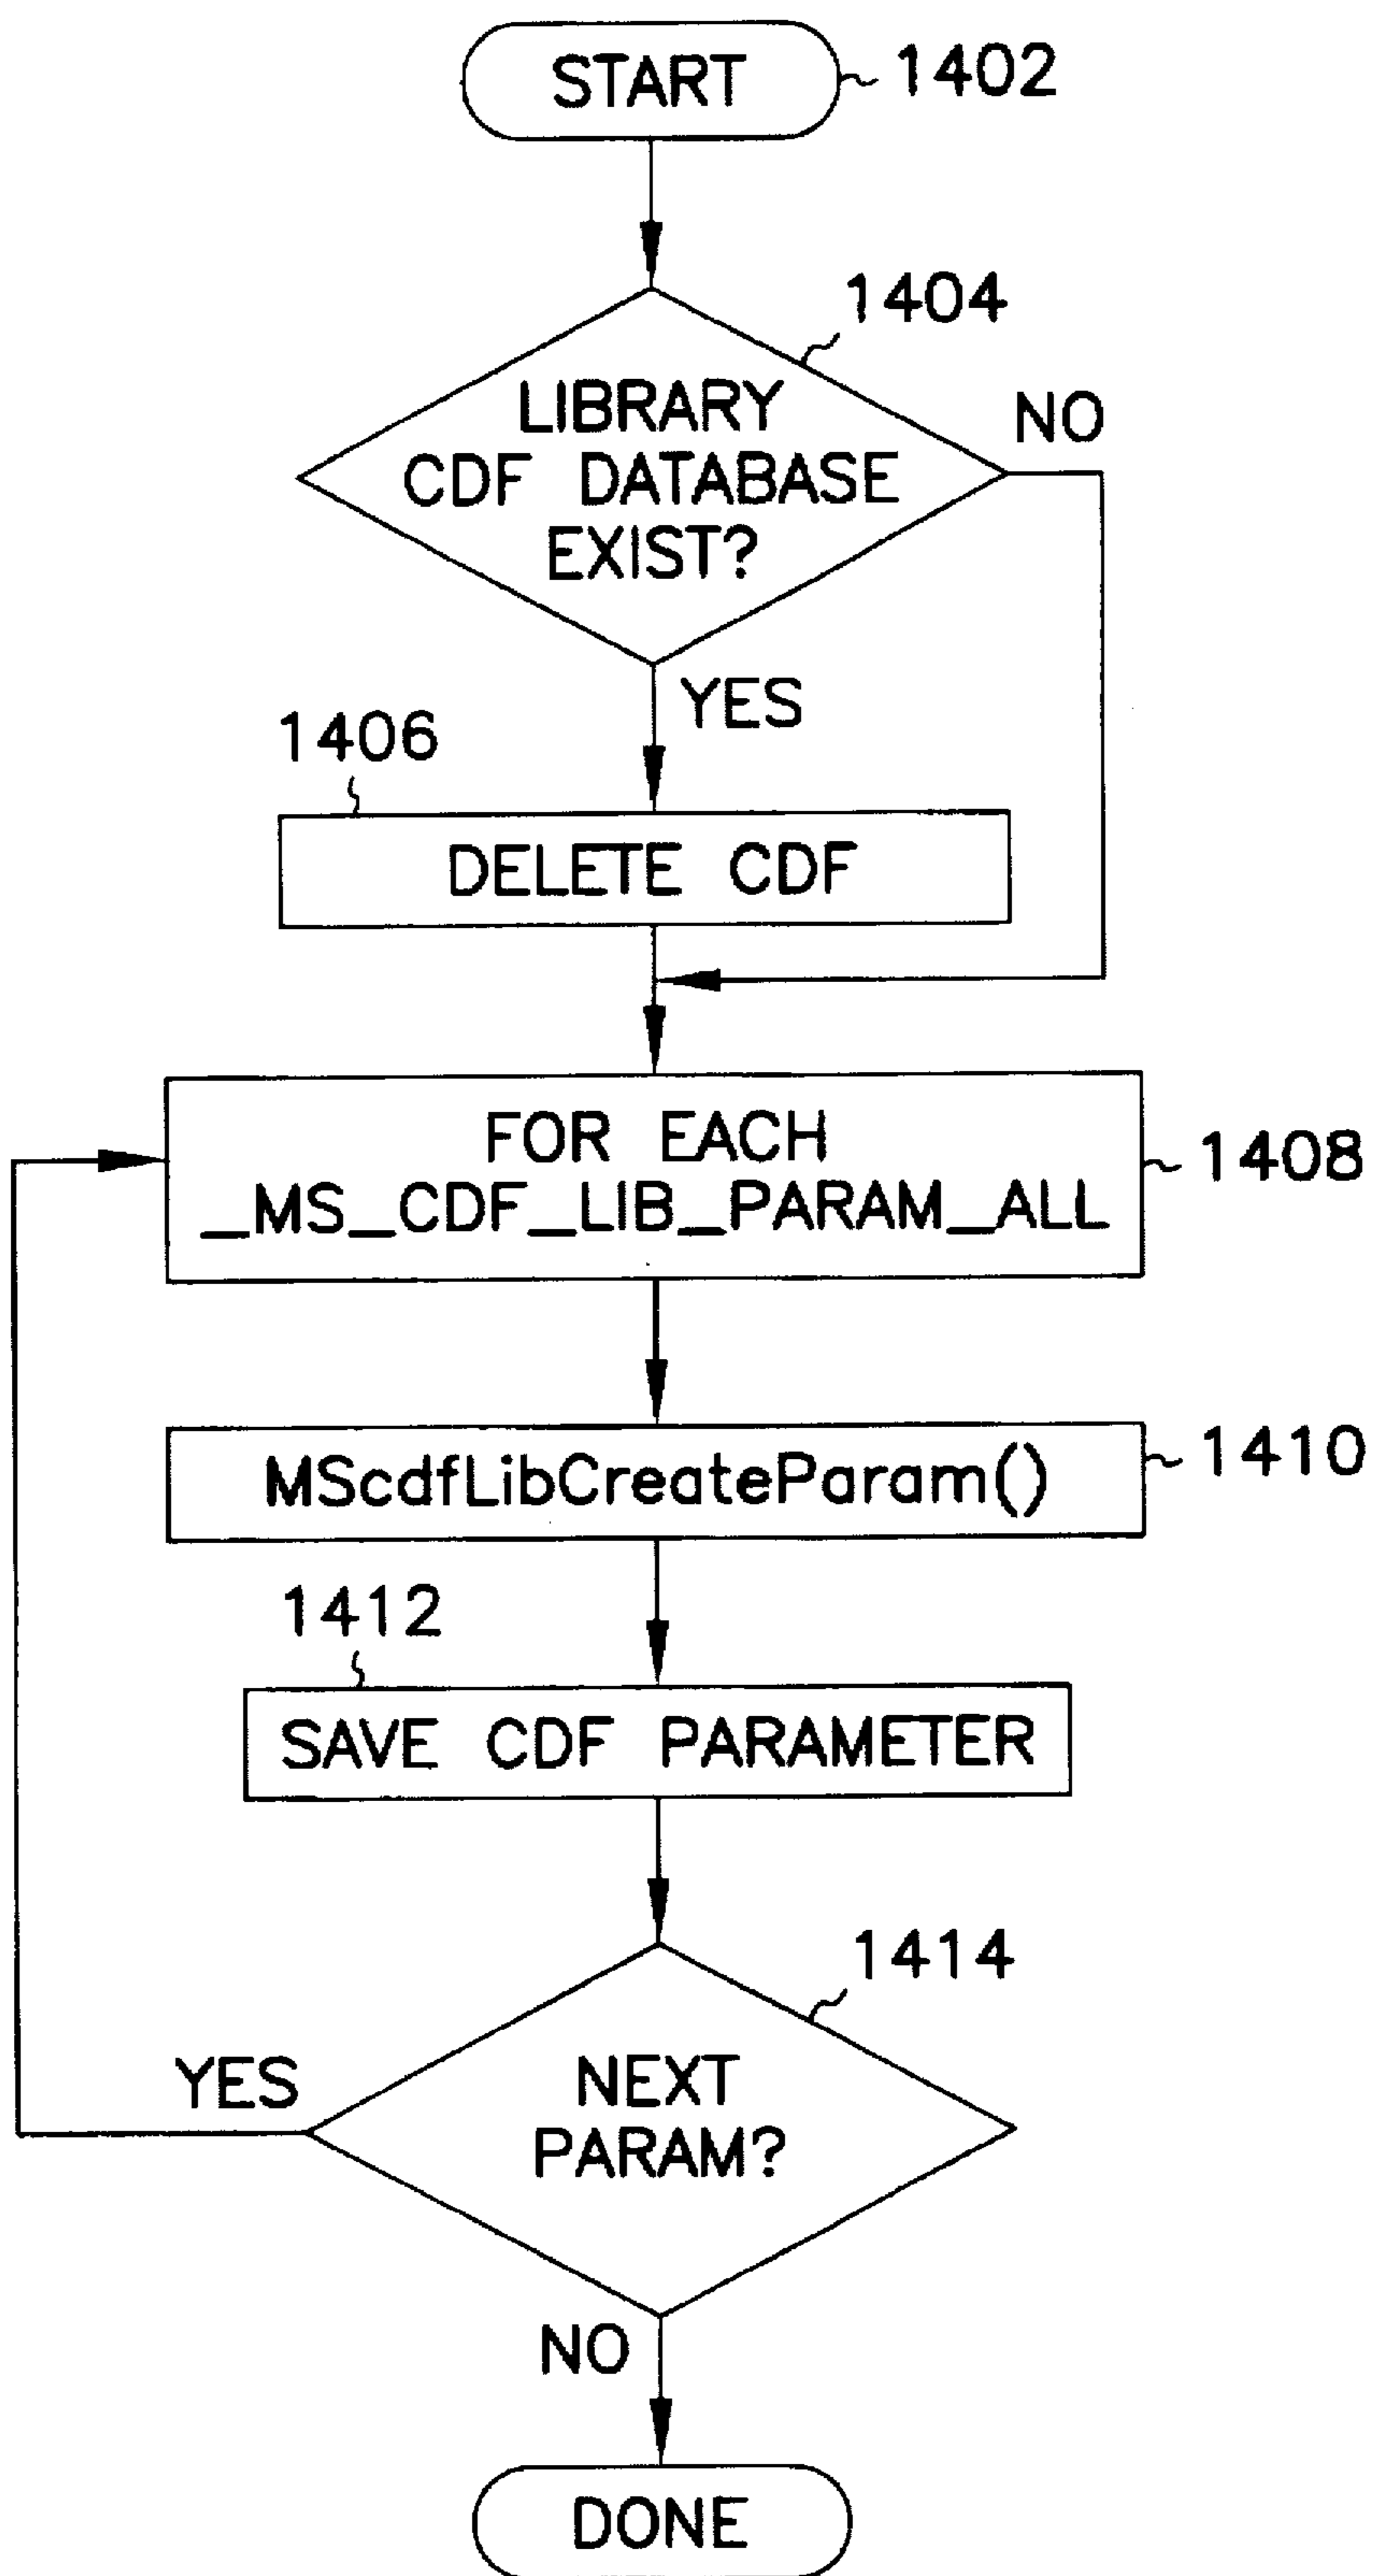 START
1402
1404
LIBRARY
CDF DATABASE
EXIST?
NO
YES
1406
DELETE CDF
FOR EACH
_MS_CDF_LIB_PARAM_ALL
1408
MScdfLibCreateParam()
1410
1412
SAVE CDF PARAMETER
1414
NEXT
PARAM?
YES
NO
DONE